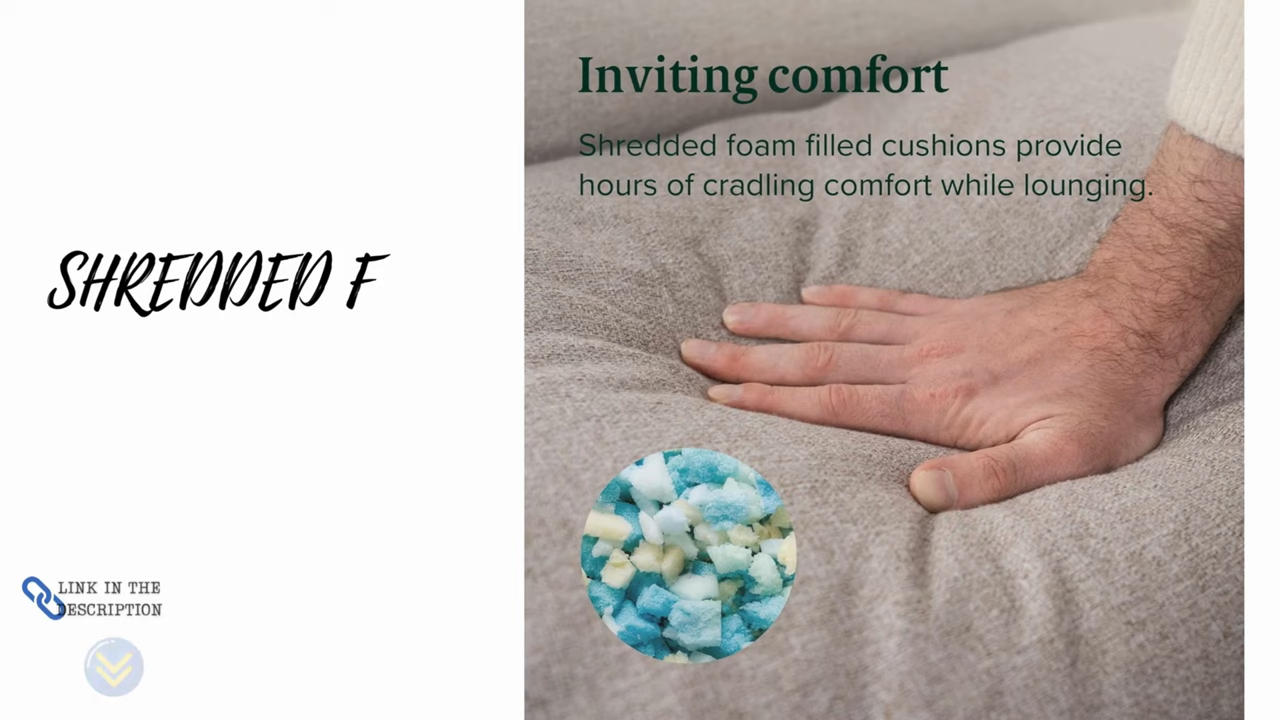 Inviting comfort
Shredded foam filled cushions provide
hours of cradling comfort while lounging.
SHREDDED F
LINK IN THE
DESCRIPTION